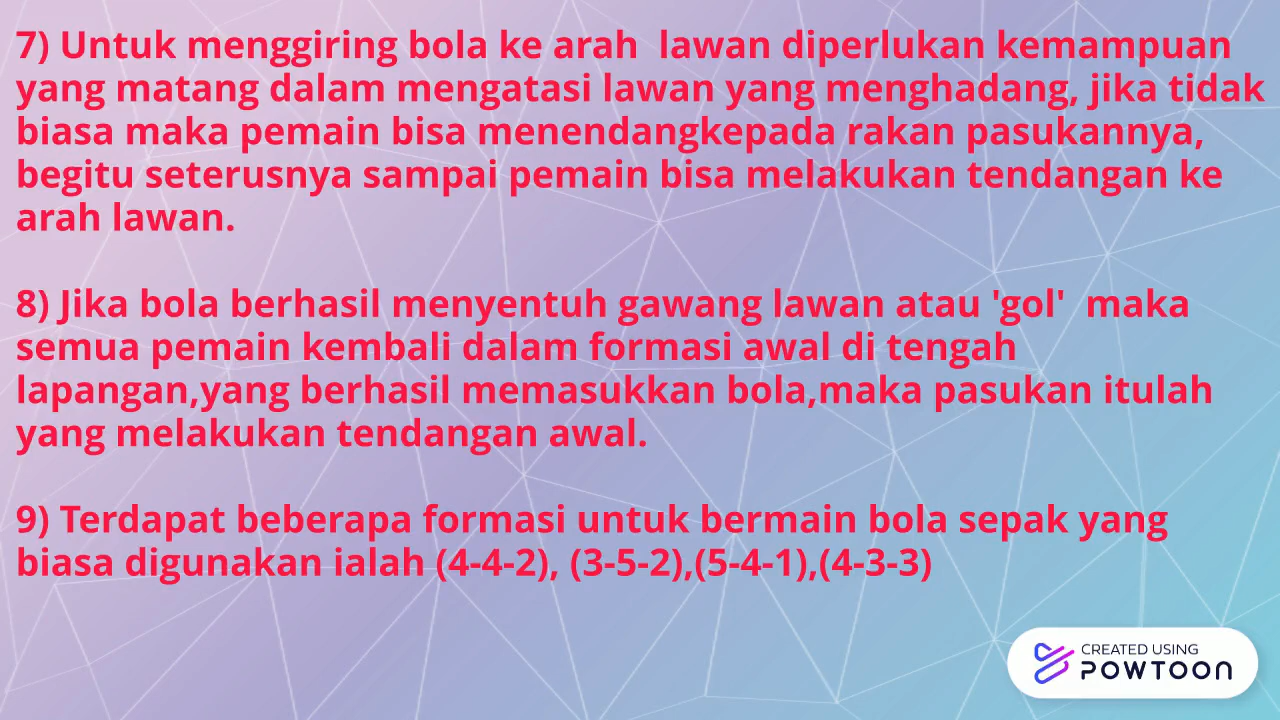 7) Untuk menggiring bola ke arah  lawan diperlukan kemampuan
yang matang dalam mengatasi lawan yang menghadang, jika tidak
biasa maka pemain bisa menendangkepada rakan pasukannya,
begitu seterusnya sampai pemain bisa melakukan tendangan ke
arah lawan.
8) Jika bola berhasil menyentuh gawang lawan atau 'gol'  maka
semua pemain kembali dalam formasi awal di tengah
lapangan,yang berhasil memasukkan bola,maka pasukan itulah
yang melakukan tendangan awal.
9) Terdapat beberapa formasi untuk bermain bola sepak yang
biasa digunakan ialah (4-4-2), (3-5-2),(5-4-1),(4-3-3)
CREATED USING
POWTOON